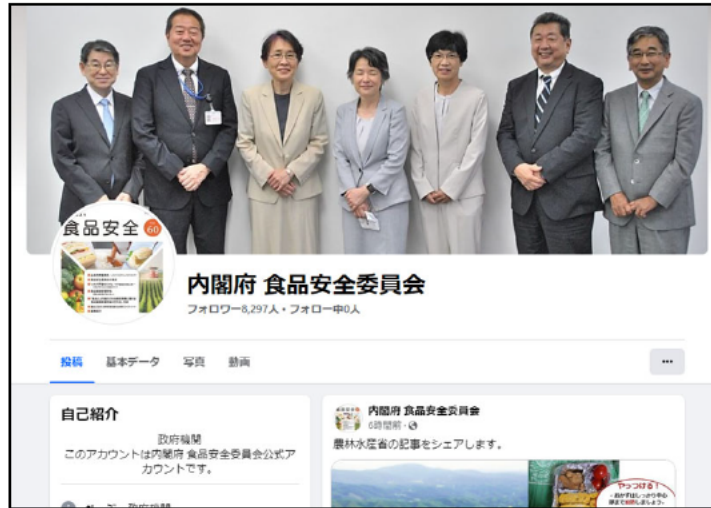 食品安全 60
内閣府 食品安全委員会
フォロワー8,297人・フォロー中0人
投稿
基本データ
写真
動画
自己紹介
政府機関
このアカウントは内閣府 食品安全委員会公式ア
カウントです。
内閣府 食品安全委員会
6時間前
農林水産省の記事をシェアします。
やっつける！